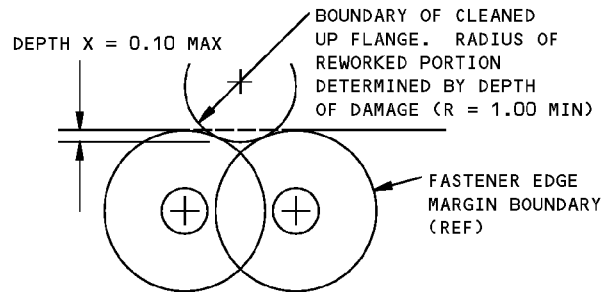 DEPTH X = 0.10 MAX
BOUNDARY OF CLEANED
UP FLANGE. RADIUS OF
REWORKED PORTION
DETERMINED BY DEPTH
OF DAMAGE (R = 1.00 MIN)
FASTENER EDGE
MARGIN BOUNDARY
(REF)